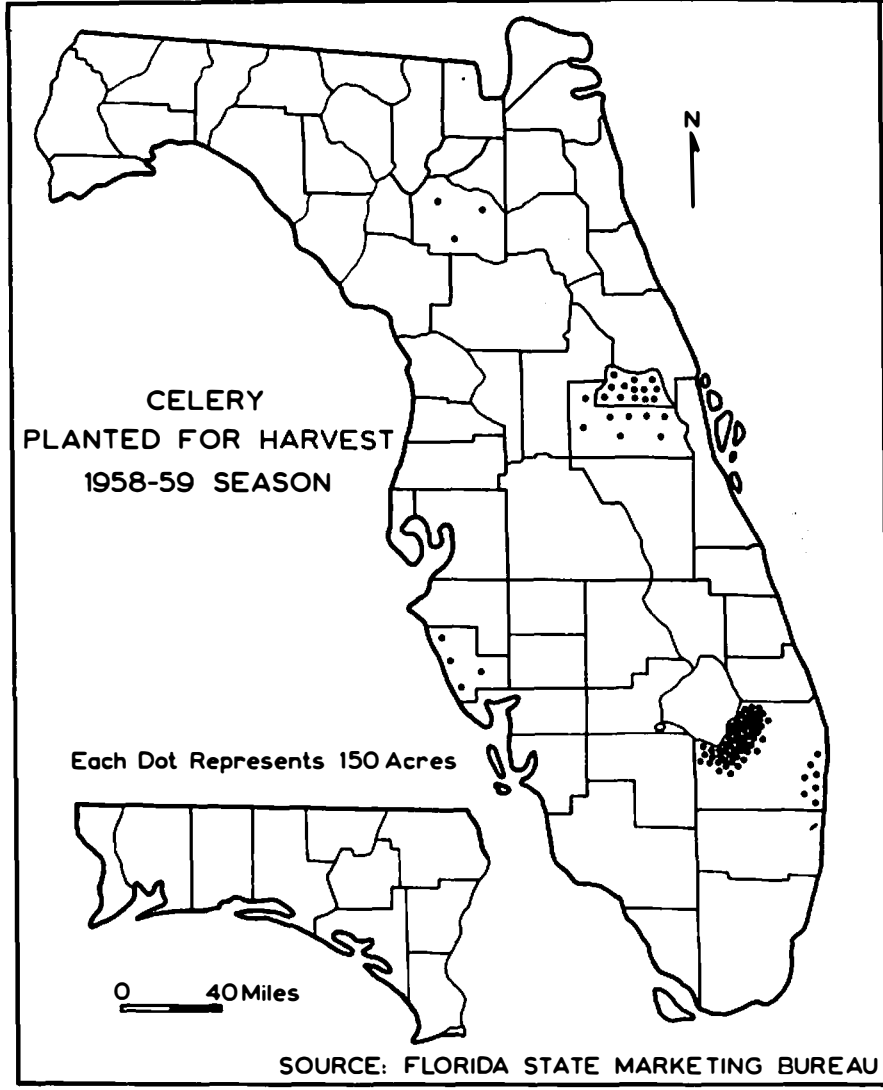 N
CELERY
PLANTED FOR HARVEST
1958-59 SEASON
Each Dot Represents 150 Acres
0 40 Miles
SOURCE: FLORIDA STATE MARKETING BUREAU